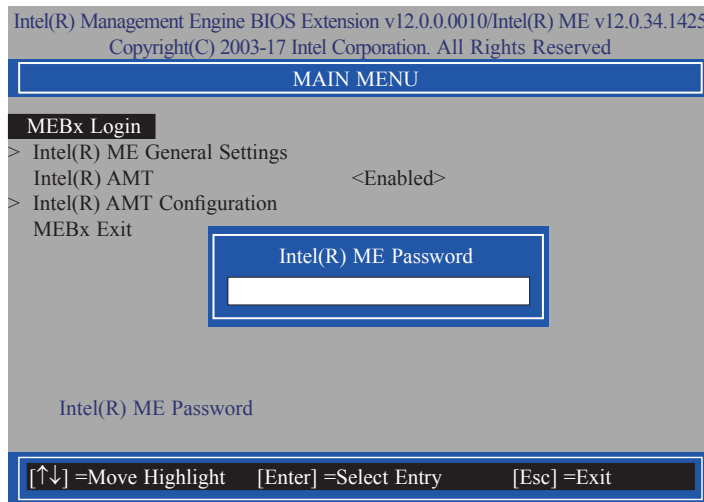 Intel(R) Management Engine BIOS Extension v12.0.0.0010/Intel(R) ME v12.0.34.1425
Copyright(C) 2003-17 Intel Corporation. All Rights Reserved
MAIN MENU
MEBx Login
> Intel(R) ME General Settings
Intel(R) AMT <Enabled>
> Intel(R) AMT Configuration
MEBx Exit
Intel(R) ME Password
Intel(R) ME Password
[↑↓] =Move Highlight [Enter] =Select Entry [Esc] =Exit